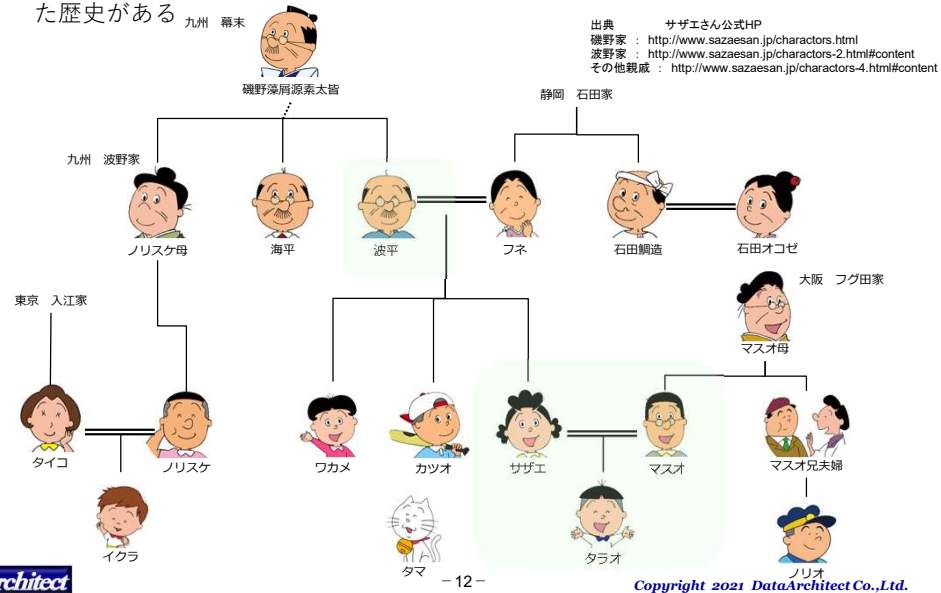 た歴史がある
九州　幕末
出典　　　　サザエさん公式HP
磯野家 ： http://www.sazaesan.jp/charactors.html
波野家 ： http://www.sazaesan.jp/charactors-2.html#content
その他親戚 ： http://www.sazaesan.jp/charactors-4.html#content
磯野藻屑源素太皆
静岡　石田家
九州　波野家
ノリスケ母
海平
波平
フネ
石田鯛造
石田オコゼ
大阪　フグ田家
東京　入江家
マスオ母
タイコ
ノリスケ
ワカメ
カツオ
サザエ
マスオ
マスオ兄夫婦
イクラ
タマ
タラオ
ノリオ
rchitect
－12－
Copyright 2021 DataArchitect Co.,Ltd.